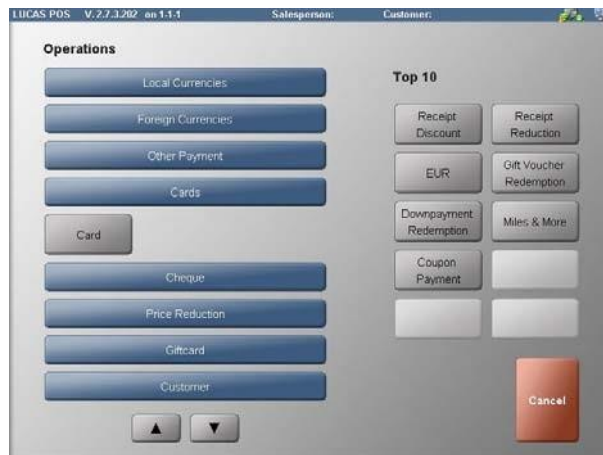 LUCAS POS V.2.7.3.202 on 1-1-1 Salesperson: Customer:
Operations
Local Currencies
Foreign Currencies
Other Payment
Cards
Card
Cheque
Price Reduction
Giftcard
Customer
Top 10
Receipt
Discount
Receipt
Reduction
EUR
Gift Voucher
Redemption
Downpayment
Redemption
Miles & More
Coupon
Payment
Cancel